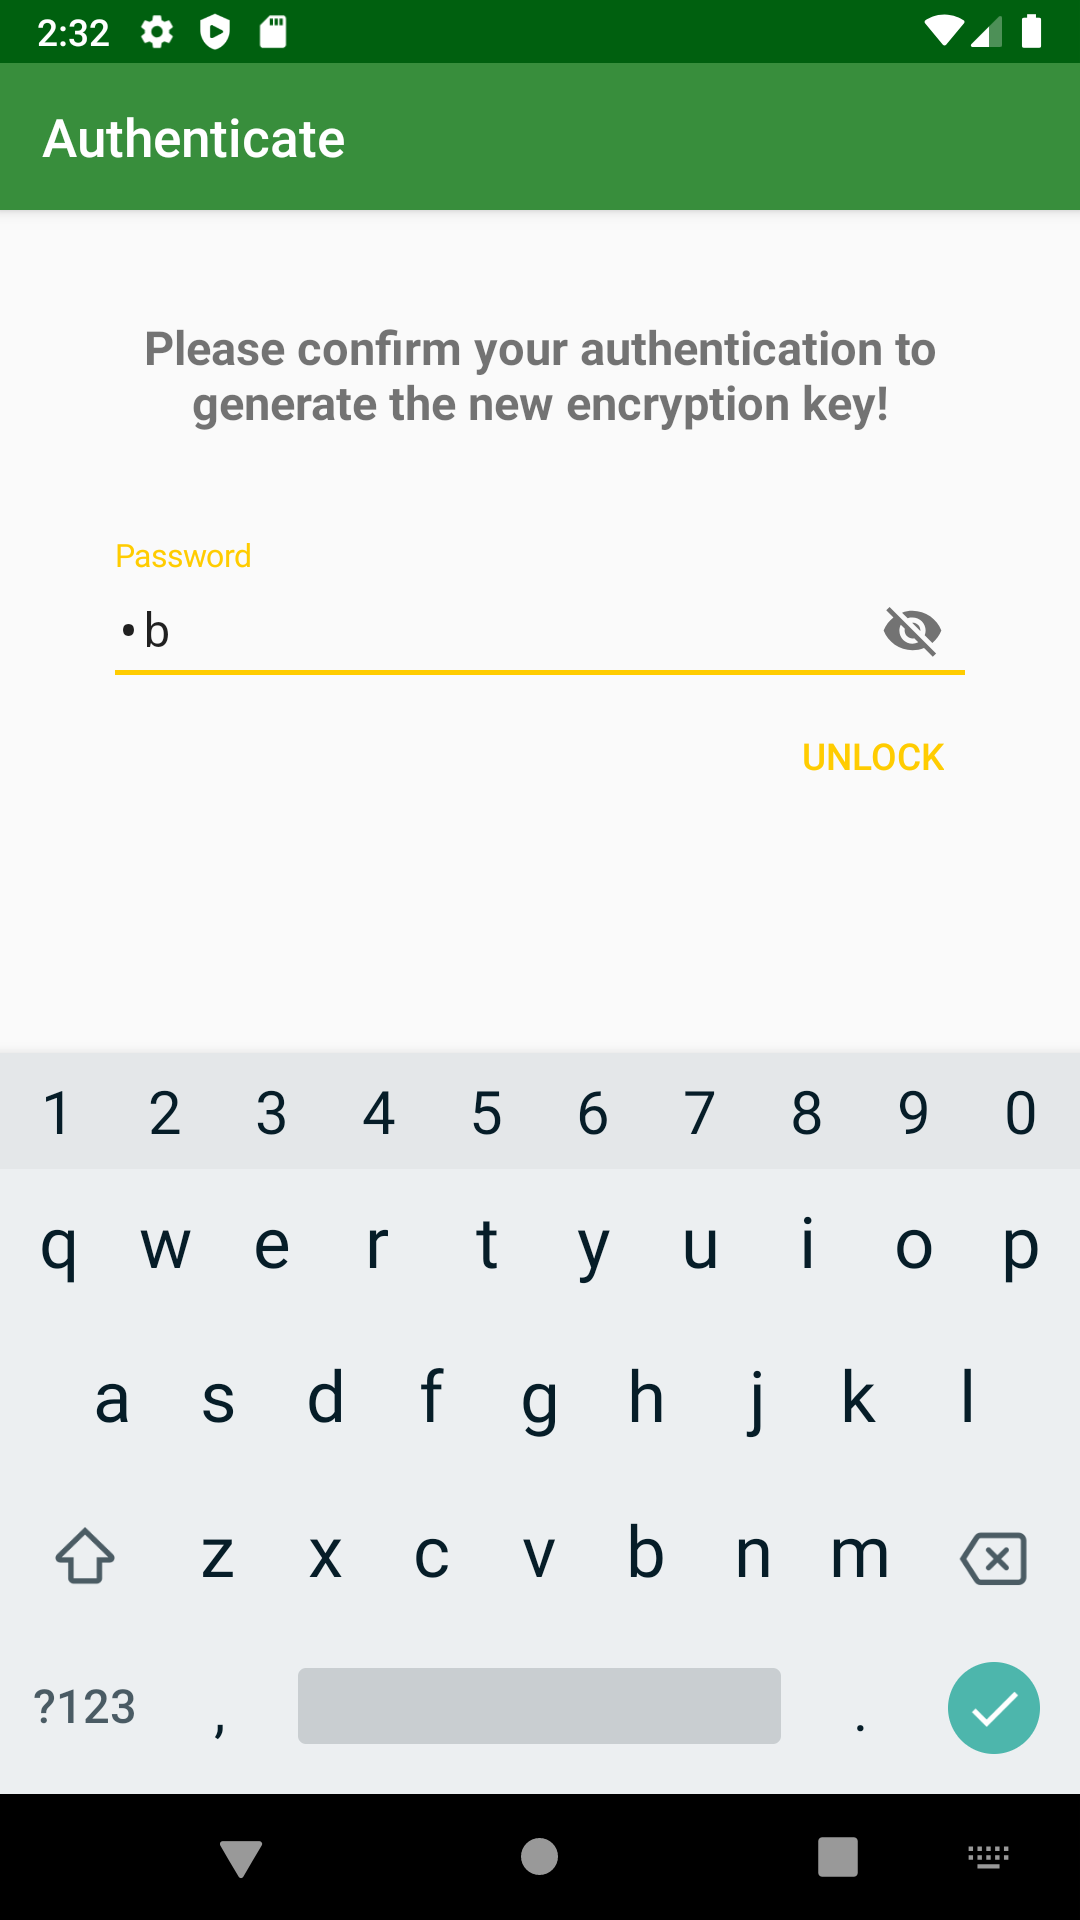 2:32
Authenticate
Please confirm your authentication to
generate the new encryption key!
Password
•b
UNLOCK
1 2 3 4 5 6 7 8 9 0
q w e r t y u i o p
a s d f g h j k l
z x c v b n m
?123 , .